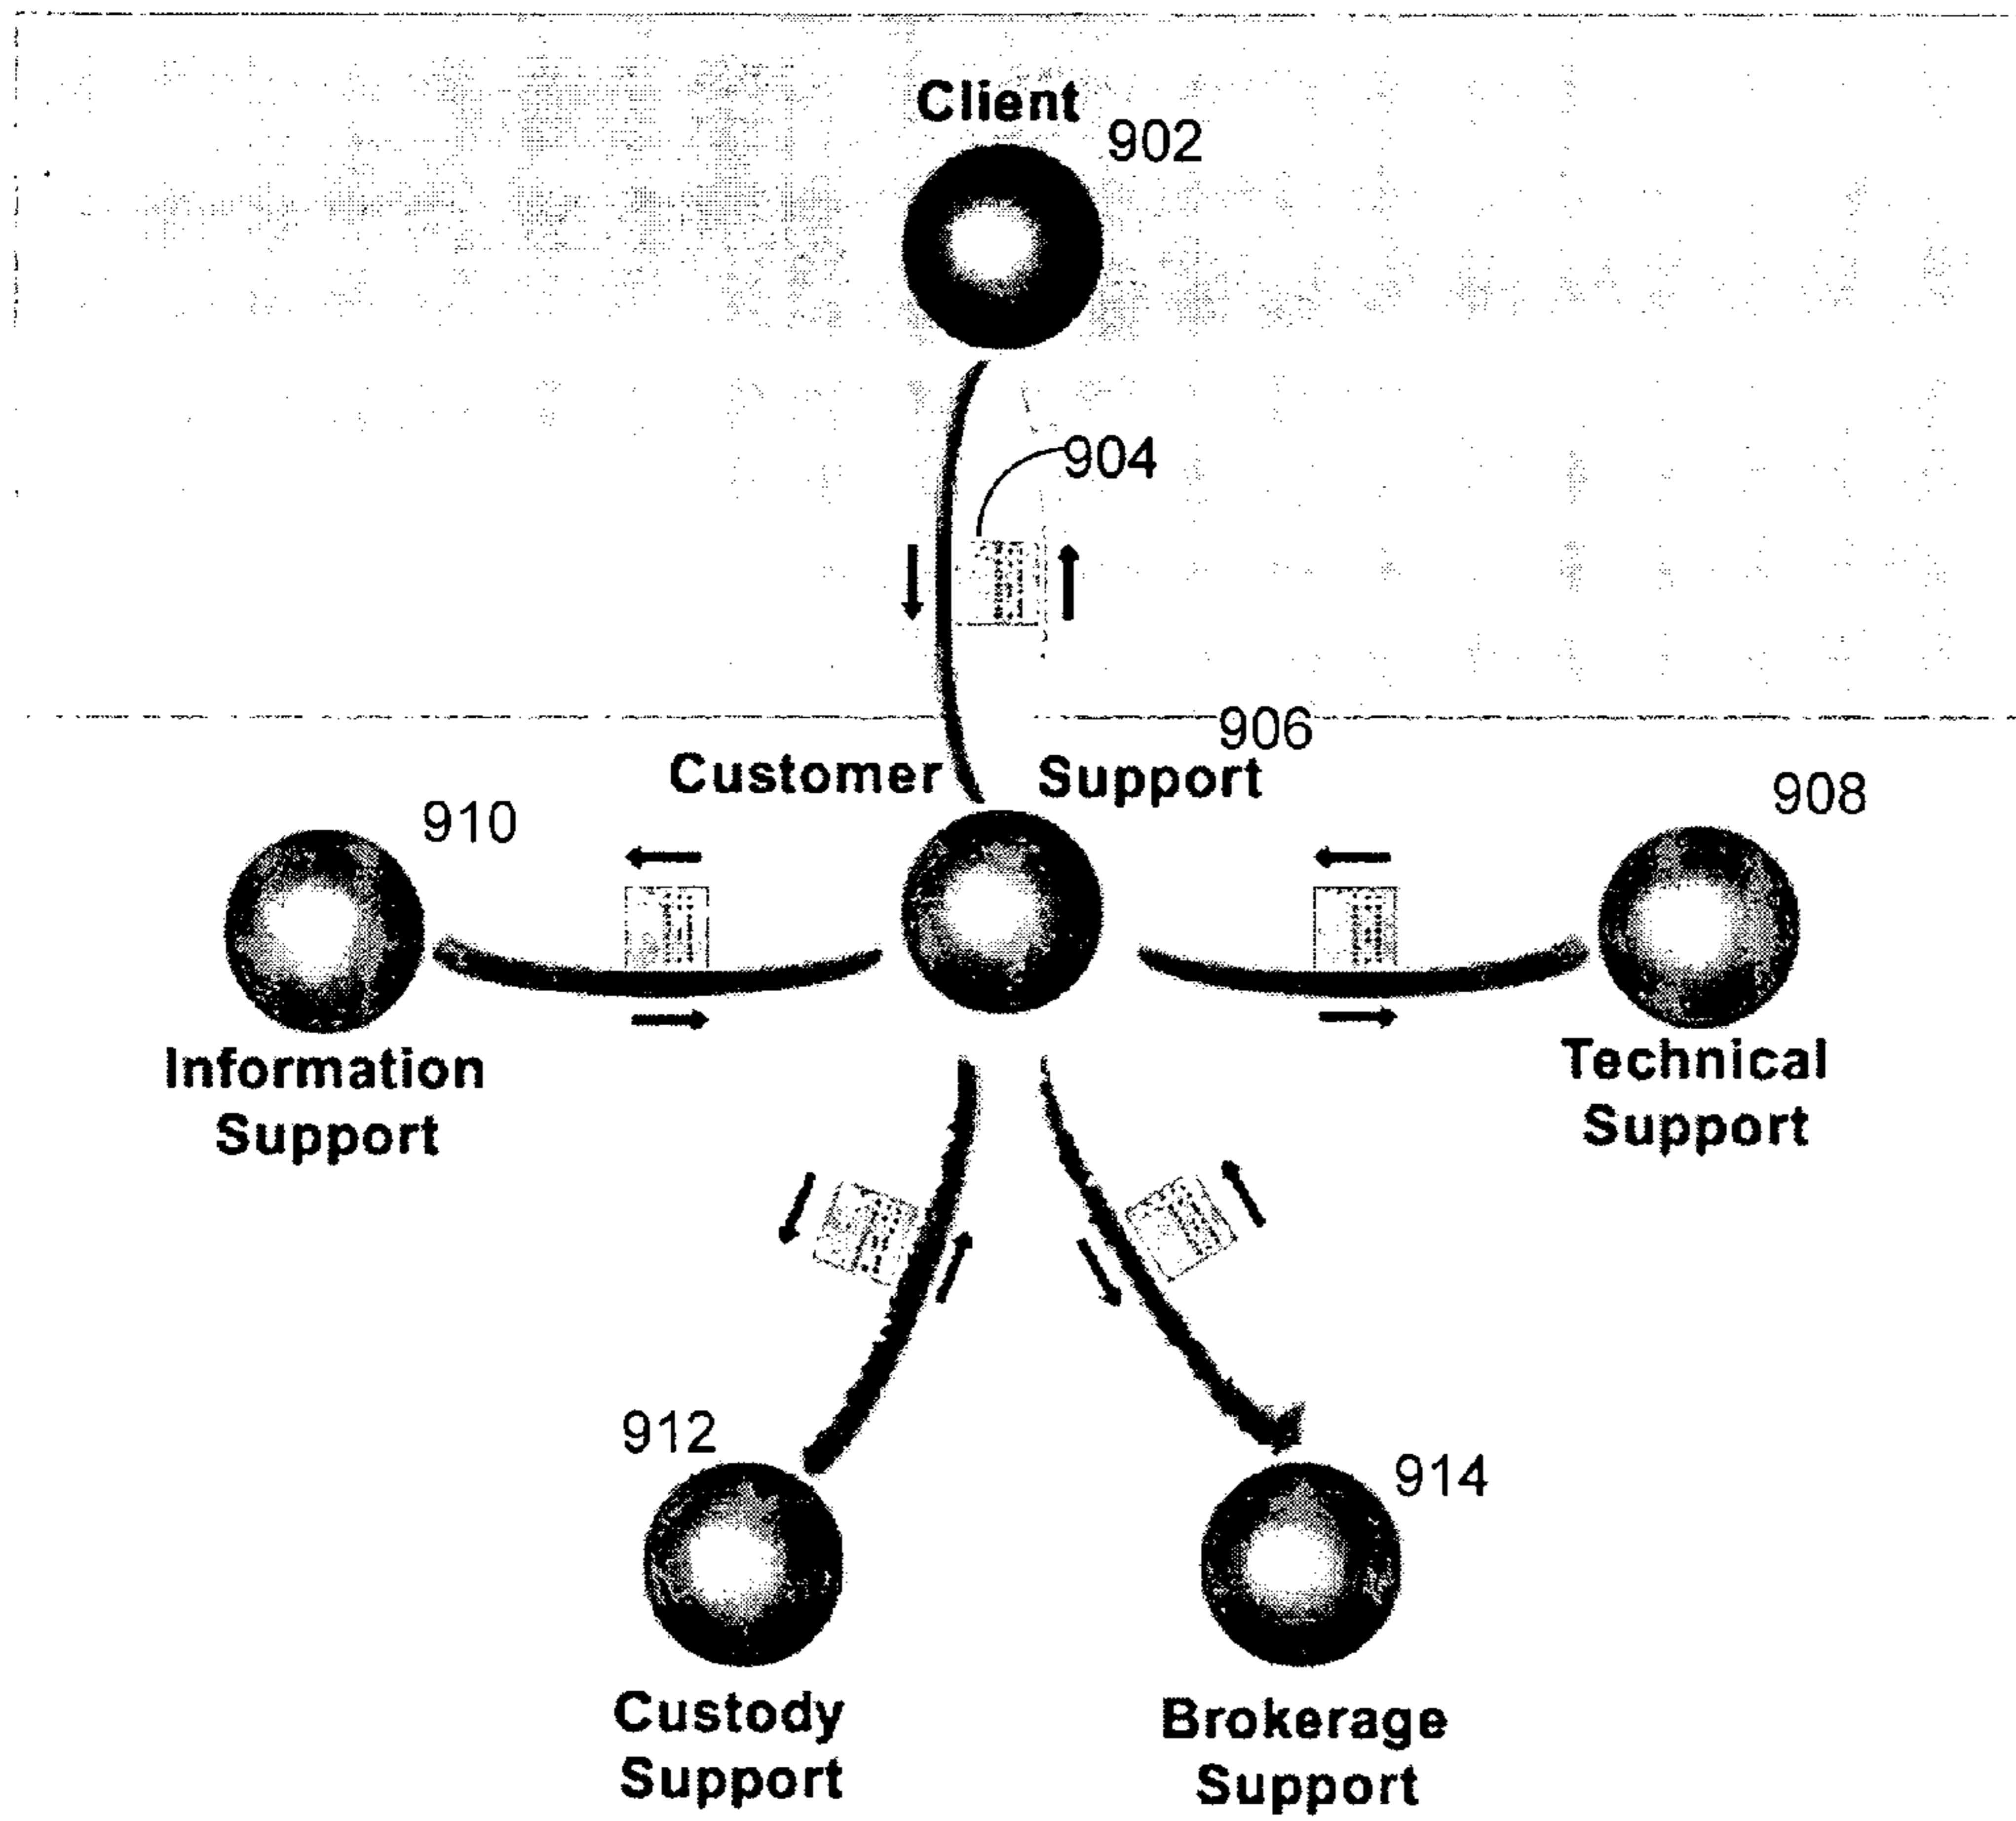 Client
902
904
906
Customer Support
910
908
Information
Support
Technical
Support
912
914
Custody
Support
Brokerage
Support